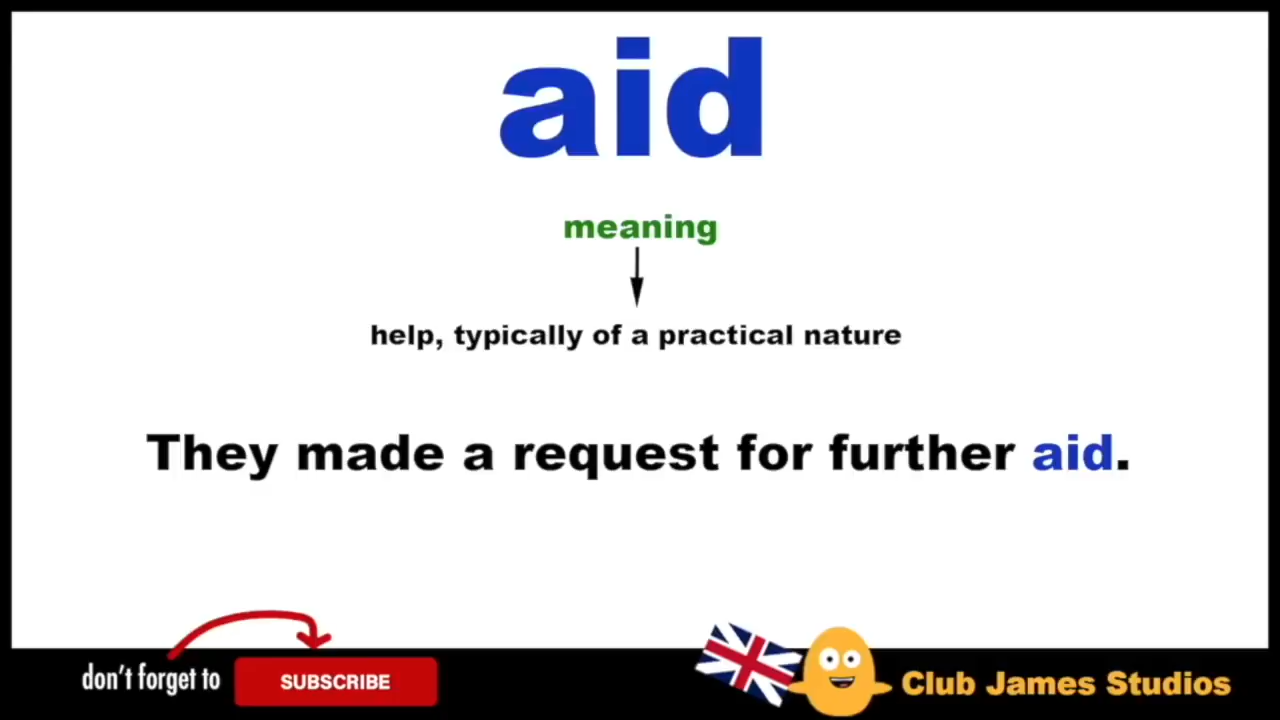 aid
meaning
help, typically of a practical nature
They made a request for further aid.
don't forget to
SUBSCRIBE
Club James Studios